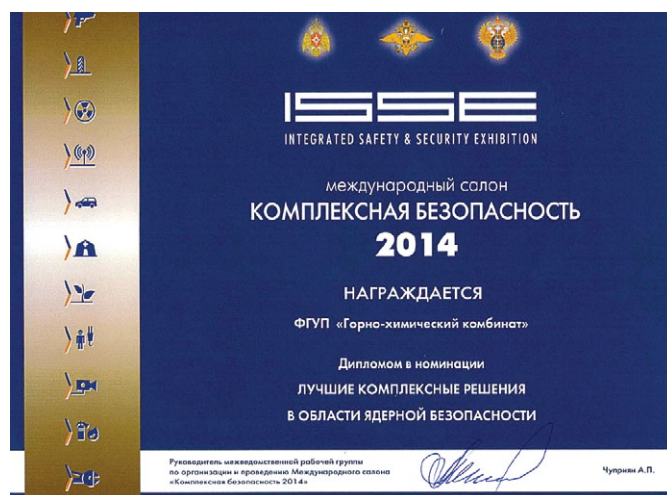 ISSE
INTEGRATED SAFETY & SECURITY EXHIBITION
международный салон
КОМПЛЕКСНАЯ БЕЗОПАСНОСТЬ
2014
НАГРАЖДАЕТСЯ
ФГУП «Горно-химический комбинат»
Дипломом в номинации
ЛУЧШИЕ КОМПЛЕКСНЫЕ РЕШЕНИЯ
В ОБЛАСТИ ЯДЕРНОЙ БЕЗОПАСНОСТИ
Руководитель межведомственной рабочей группы
по организации и проведению Международного салона
«Комплексная безопасность 2014»
Чуприян А.П.